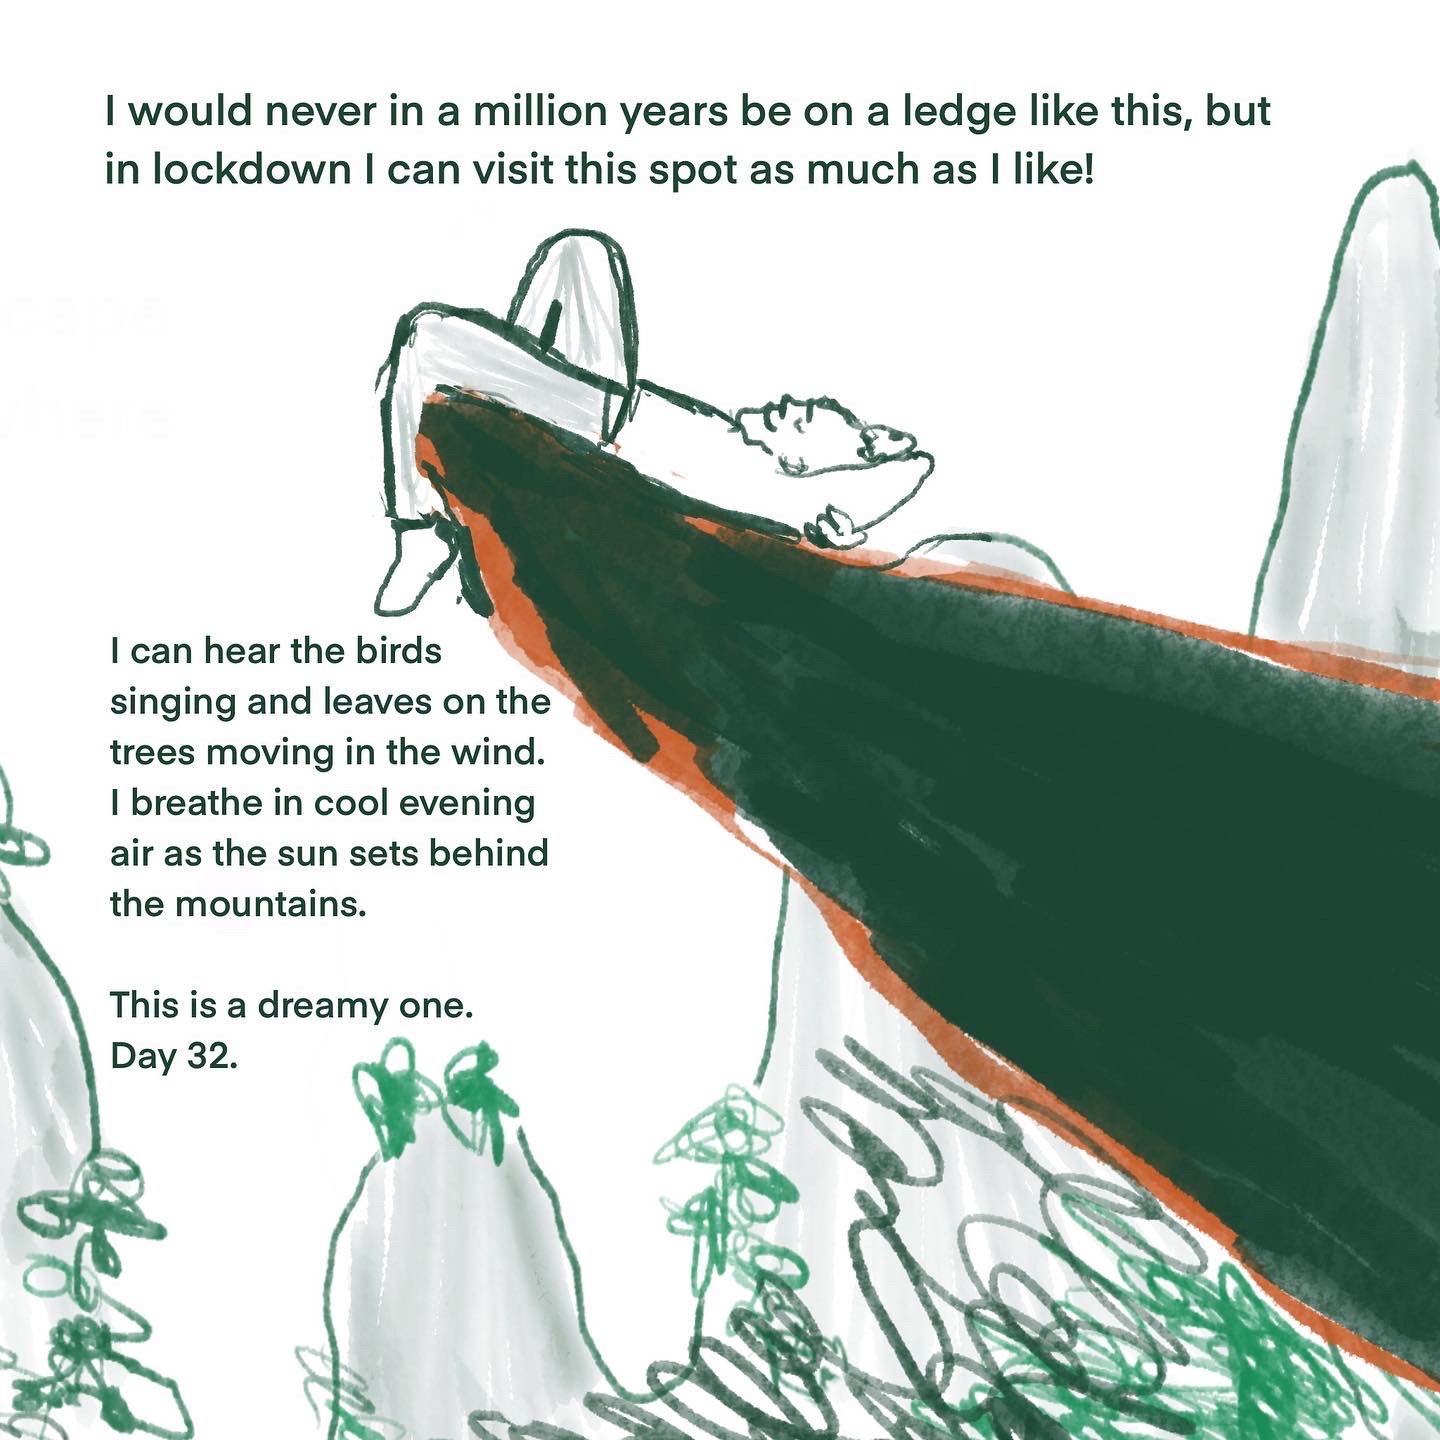 I would never in a million years be on a ledge like this, but
in lockdown I can visit this spot as much as I like!
I can hear the birds
singing and leaves on the
trees moving in the wind.
I breathe in cool evening
air as the sun sets behind
the mountains.
This is a dreamy one.
Day 32.